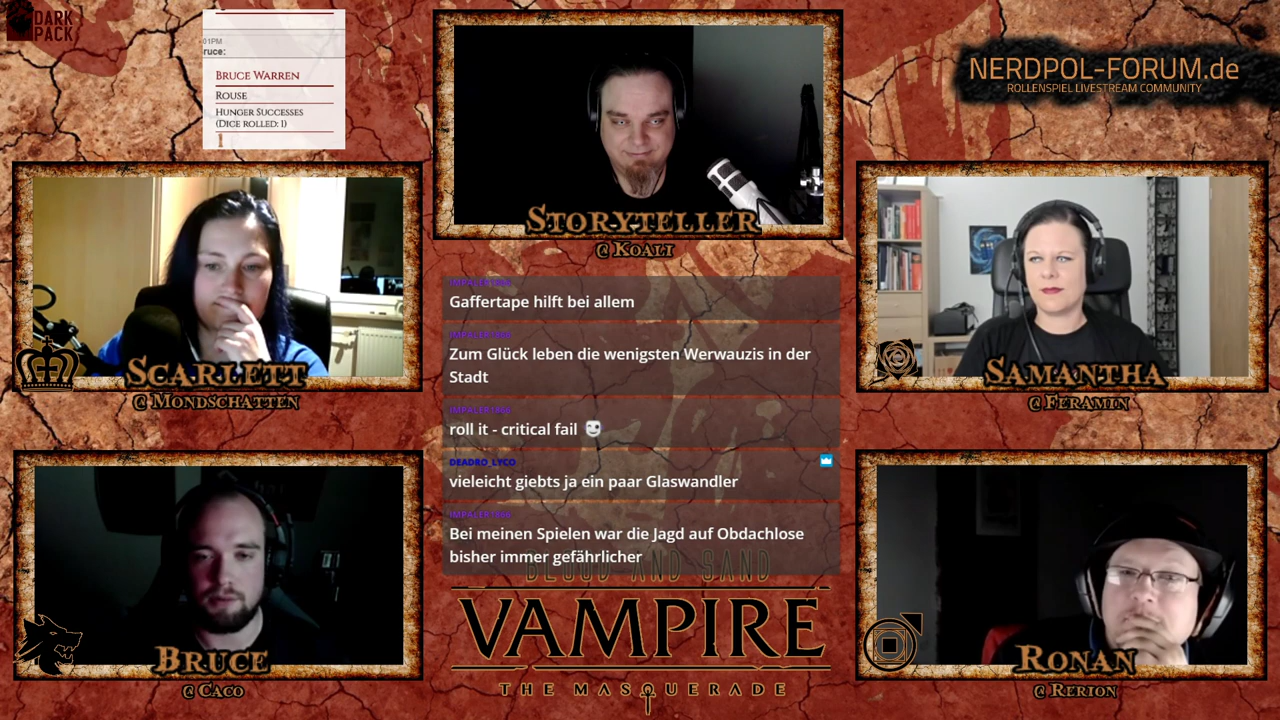 DARK
PACK
01PM
ruce:
BRUCE WARREN
ROUSE
HUNGER SUCCESSES
(DICE ROLLED: 1)
NERDPOL-FORUM.de
ROLLENSPIEL LIVESTREAM COMMUNITY
STORYTELLER
@ KOALI
SCARLETT
@ MONDSCHATTEN
SAMANTHA
@ FERAMIN
Gaffertape hilft bei allem
Zum Glück leben die wenigsten Werwauzis in der
Stadt
roll it - critical fail
DEADRO_LYCO
vieleicht giebts ja ein paar Glaswandler
Bei meinen Spielen war die Jagd auf Obdachlose
bisher immer gefährlicher
BLOOD AND SAND
VAMPIRE
THE MASQUERADE
BRUCE
@ CACO
RONAN
@ RERION